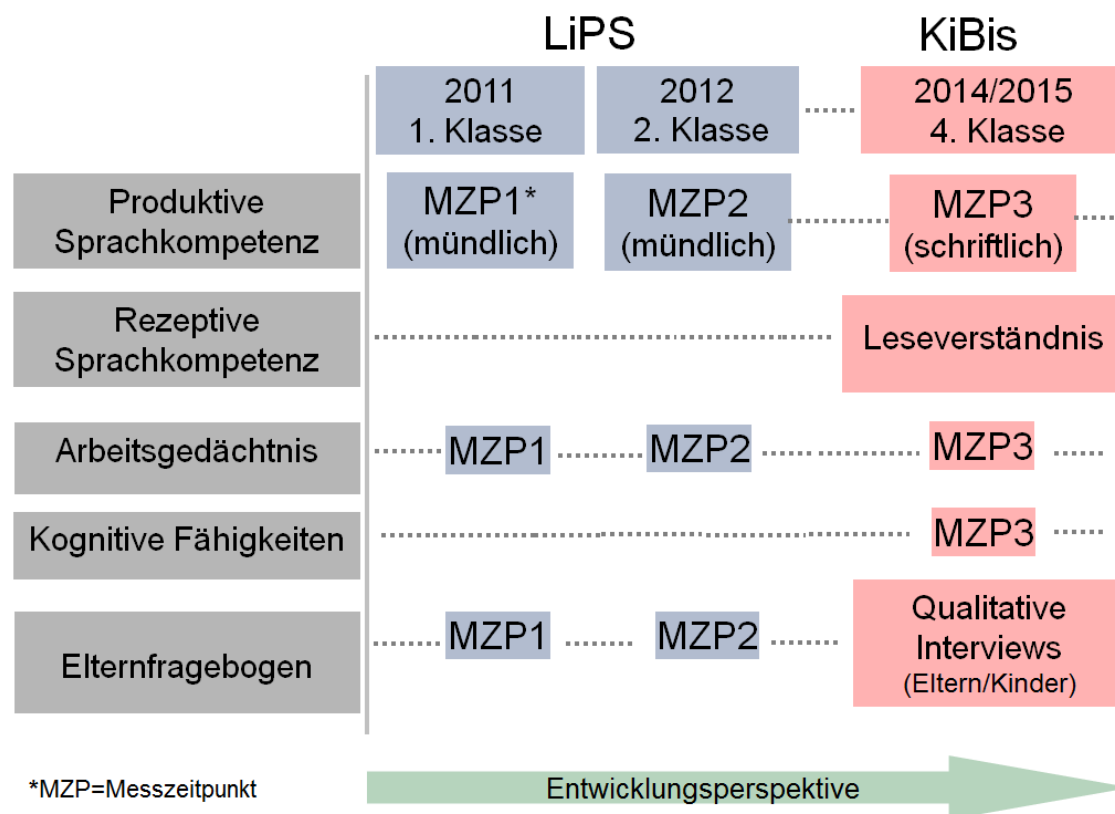 LiPS
KiBis
2011
1. Klasse
2012
2. Klasse
2014/2015
4. Klasse
Produktive
Sprachkompetenz
MZP1*
(mündlich)
MZP2
(mündlich)
MZP3
(schriftlich)
Rezeptive
Sprachkompetenz
Leseverständnis
Arbeitsgedächtnis
MZP1
MZP2
MZP3
Kognitive Fähigkeiten
MZP3
Elternfragebogen
MZP1
MZP2
Qualitative
Interviews
(Eltern/Kinder)
*MZP=Messzeitpunkt
Entwicklungsperspektive